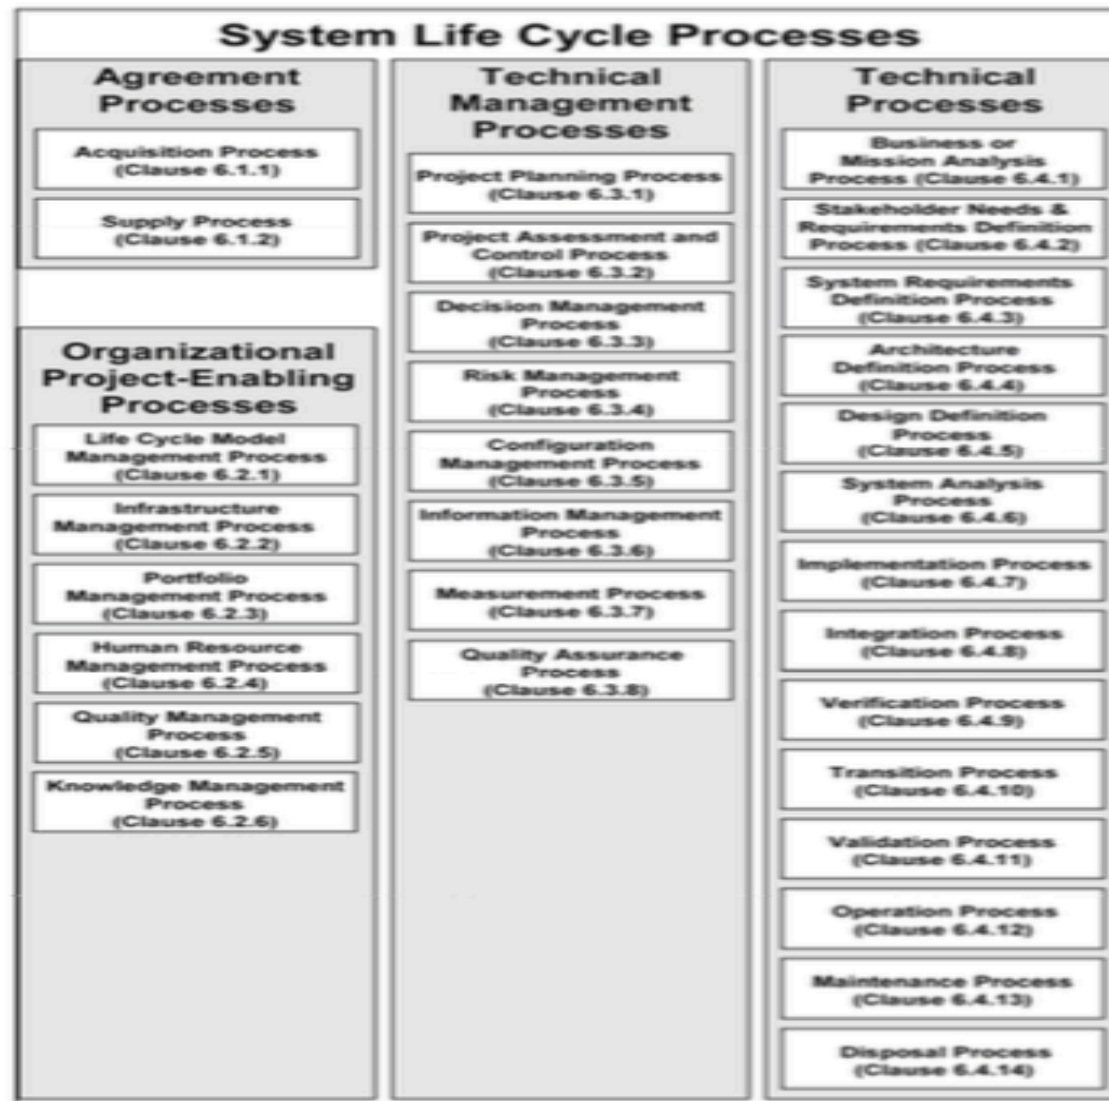 System Life Cycle Processes
Agreement
Processes
Acquisition Process
(Clause 6.1.1)
Supply Process
(Clause 6.1.2)
Organizational
Project-Enabling
Processes
Life Cycle Model
Management Process
(Clause 6.2.1)
Infrastructure
Management Process
(Clause 6.2.2)
Portfolio
Management Process
(Clause 6.2.3)
Human Resource
Management Process
(Clause 6.2.4)
Quality Management
Process
(Clause 6.2.5)
Knowledge Management
Process
(Clause 6.2.6)
Technical
Management
Processes
Project Planning Process
(Clause 6.3.1)
Project Assessment and
Control Process
(Clause 6.3.2)
Decision Management
Process
(Clause 6.3.3)
Risk Management
Process
(Clause 6.3.4)
Configuration
Management Process
(Clause 6.3.5)
Information Management
Process
(Clause 6.3.6)
Measurement Process
(Clause 6.3.7)
Quality Assurance
Process
(Clause 6.3.8)
Technical
Processes
Business or
Mission Analysis
Process (Clause 6.4.1)
Stakeholder Needs &
Requirements Definition
Process (Clause 6.4.2)
System Requirements
Definition Process
(Clause 6.4.3)
Architecture
Definition Process
(Clause 6.4.4)
Design Definition
Process
(Clause 6.4.5)
System Analysis
Process
(Clause 6.4.6)
Implementation Process
(Clause 6.4.7)
Integration Process
(Clause 6.4.8)
Verification Process
(Clause 6.4.9)
Transition Process
(Clause 6.4.10)
Validation Process
(Clause 6.4.11)
Operation Process
(Clause 6.4.12)
Maintenance Process
(Clause 6.4.13)
Disposal Process
(Clause 6.4.14)